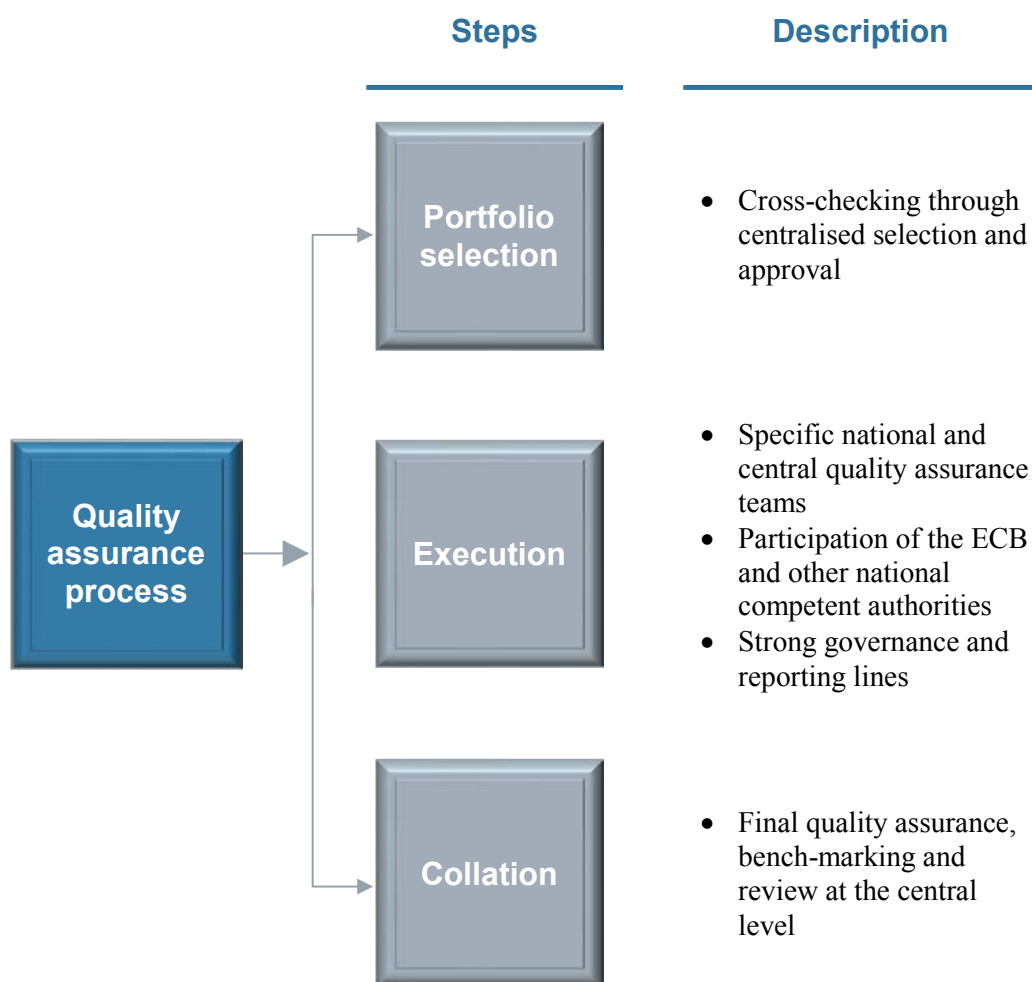 Steps
Description
Portfolio
selection
• Cross-checking through
centralised selection and
approval
Quality
assurance
process
Execution
• Specific national and
central quality assurance
teams
• Participation of the ECB
and other national
competent authorities
• Strong governance and
reporting lines
Collation
• Final quality assurance,
bench-marking and
review at the central
level